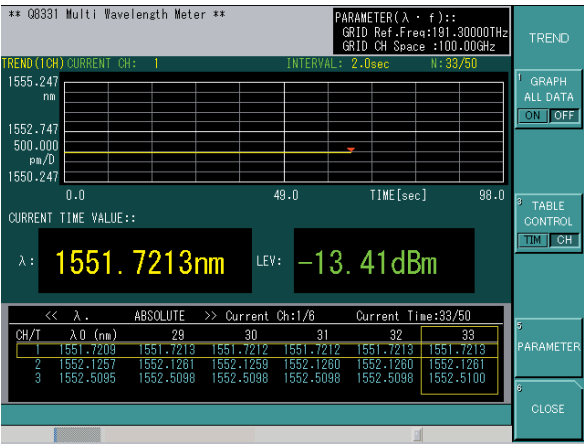 ** Q8331 Multi Wavelength Meter **
PARAMETER(λ · f)::
GRID Ref.Freq:191.30000THz
GRID CH Space :100.00GHz
TREND
TREND(1CH) CURRENT CH: 1 INTERVAL: 2.0sec N:33/50
1555.247
nm
1552.747
500.000
pm/D
1550.247
0.0 49.0 TIME[sec] 98.0
1 GRAPH
ALL DATA
ON OFF
3 TABLE
CONTROL
TIM CH
CURRENT TIME VALUE::
λ: 1551.7213nm LEV: -13.41dBm
<< λ. ABSOLUTE >> Current Ch:1/6 Current Time:33/50
CH/T λ0 (nm) 29 30 31 32 33
1 1551.7209 1551.7213 1551.7212 1551.7212 1551.7213 1551.7213
2 1552.1257 1552.1261 1552.1259 1552.1260 1552.1260 1552.1261
3 1552.5095 1552.5098 1552.5098 1552.5098 1552.5098 1552.5100
5
PARAMETER
6
CLOSE